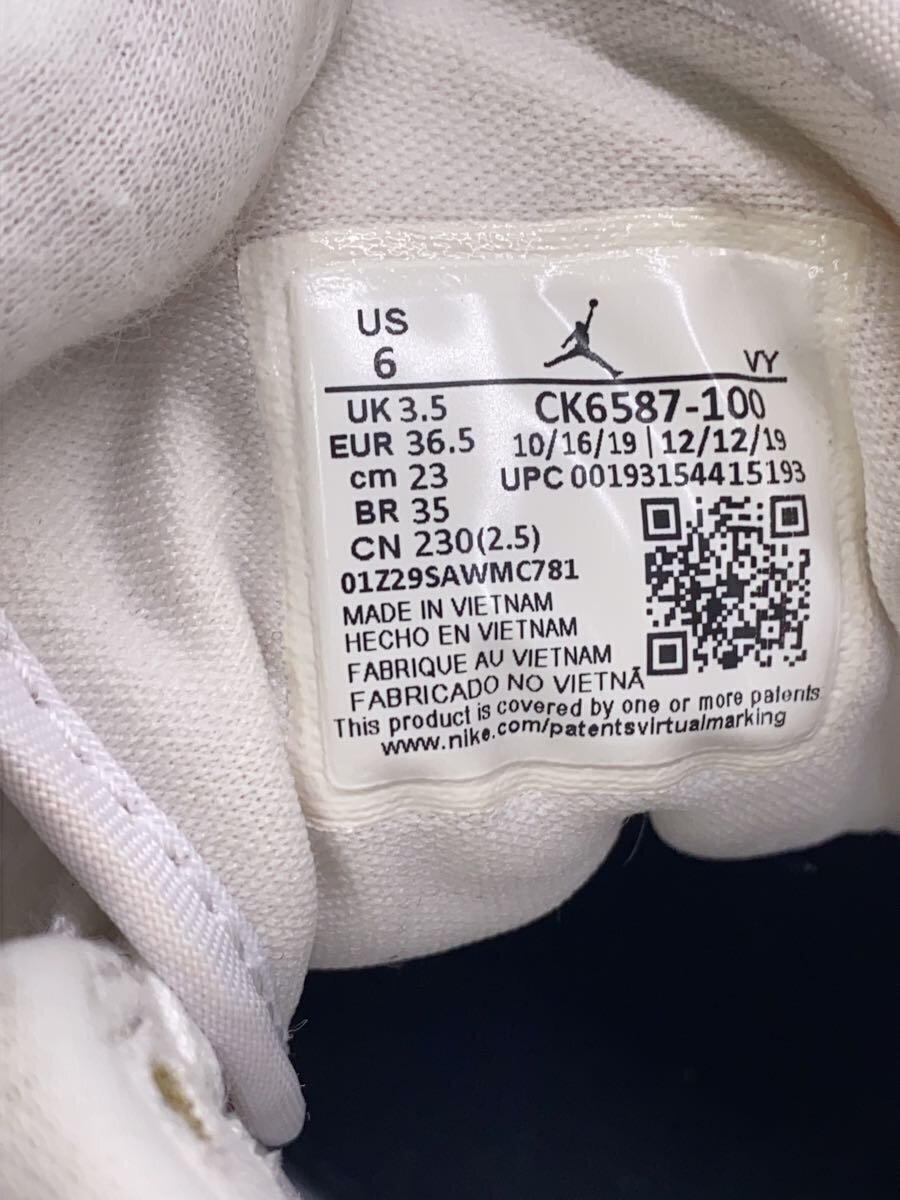 US
6
VY
UK 3.5
CK6587-100
EUR 36.5
10/16/19 | 12/12/19
cm 23
UPC 00193154415193
BR 35
CN 230(2.5)
01Z29SAWMC781
MADE IN VIETNAM
HECHO EN VIETNAM
FABRIQUE AU VIETNAM
FABRICADO NO VIETNÃ
This product is covered by one or more patents
www.nike.com/patentsvirtualmarking